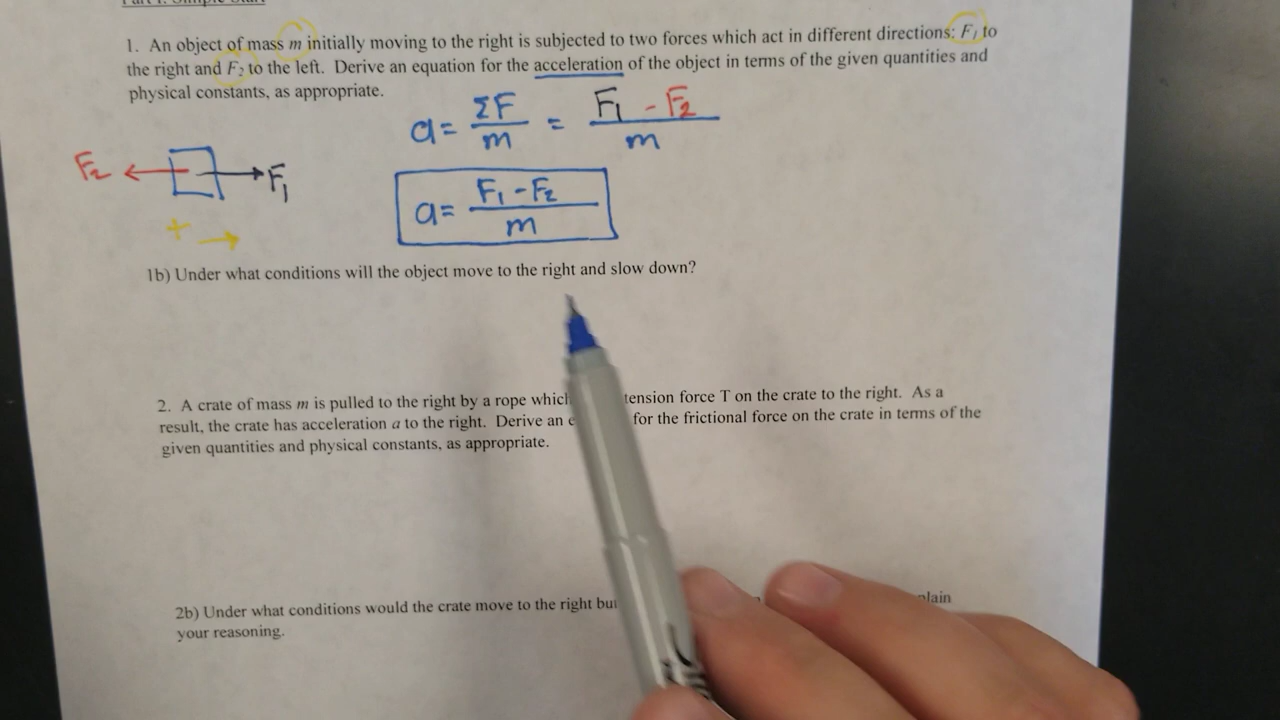 1. An object of mass m initially moving to the right is subjected to two forces which act in different directions: F₁ to
the right and F₂ to the left. Derive an equation for the acceleration of the object in terms of the given quantities and
physical constants, as appropriate.
a = ΣF/m = F₁ - F₂/m
F₂ F₁
+ →
a = F₁ - F₂/m
1b) Under what conditions will the object move to the right and slow down?
2. A crate of mass m is pulled to the right by a rope which tension force T on the crate to the right. As a
result, the crate has acceleration a to the right. Derive an for the frictional force on the crate in terms of the
given quantities and physical constants, as appropriate.
2b) Under what conditions would the crate move to the right but
your reasoning.